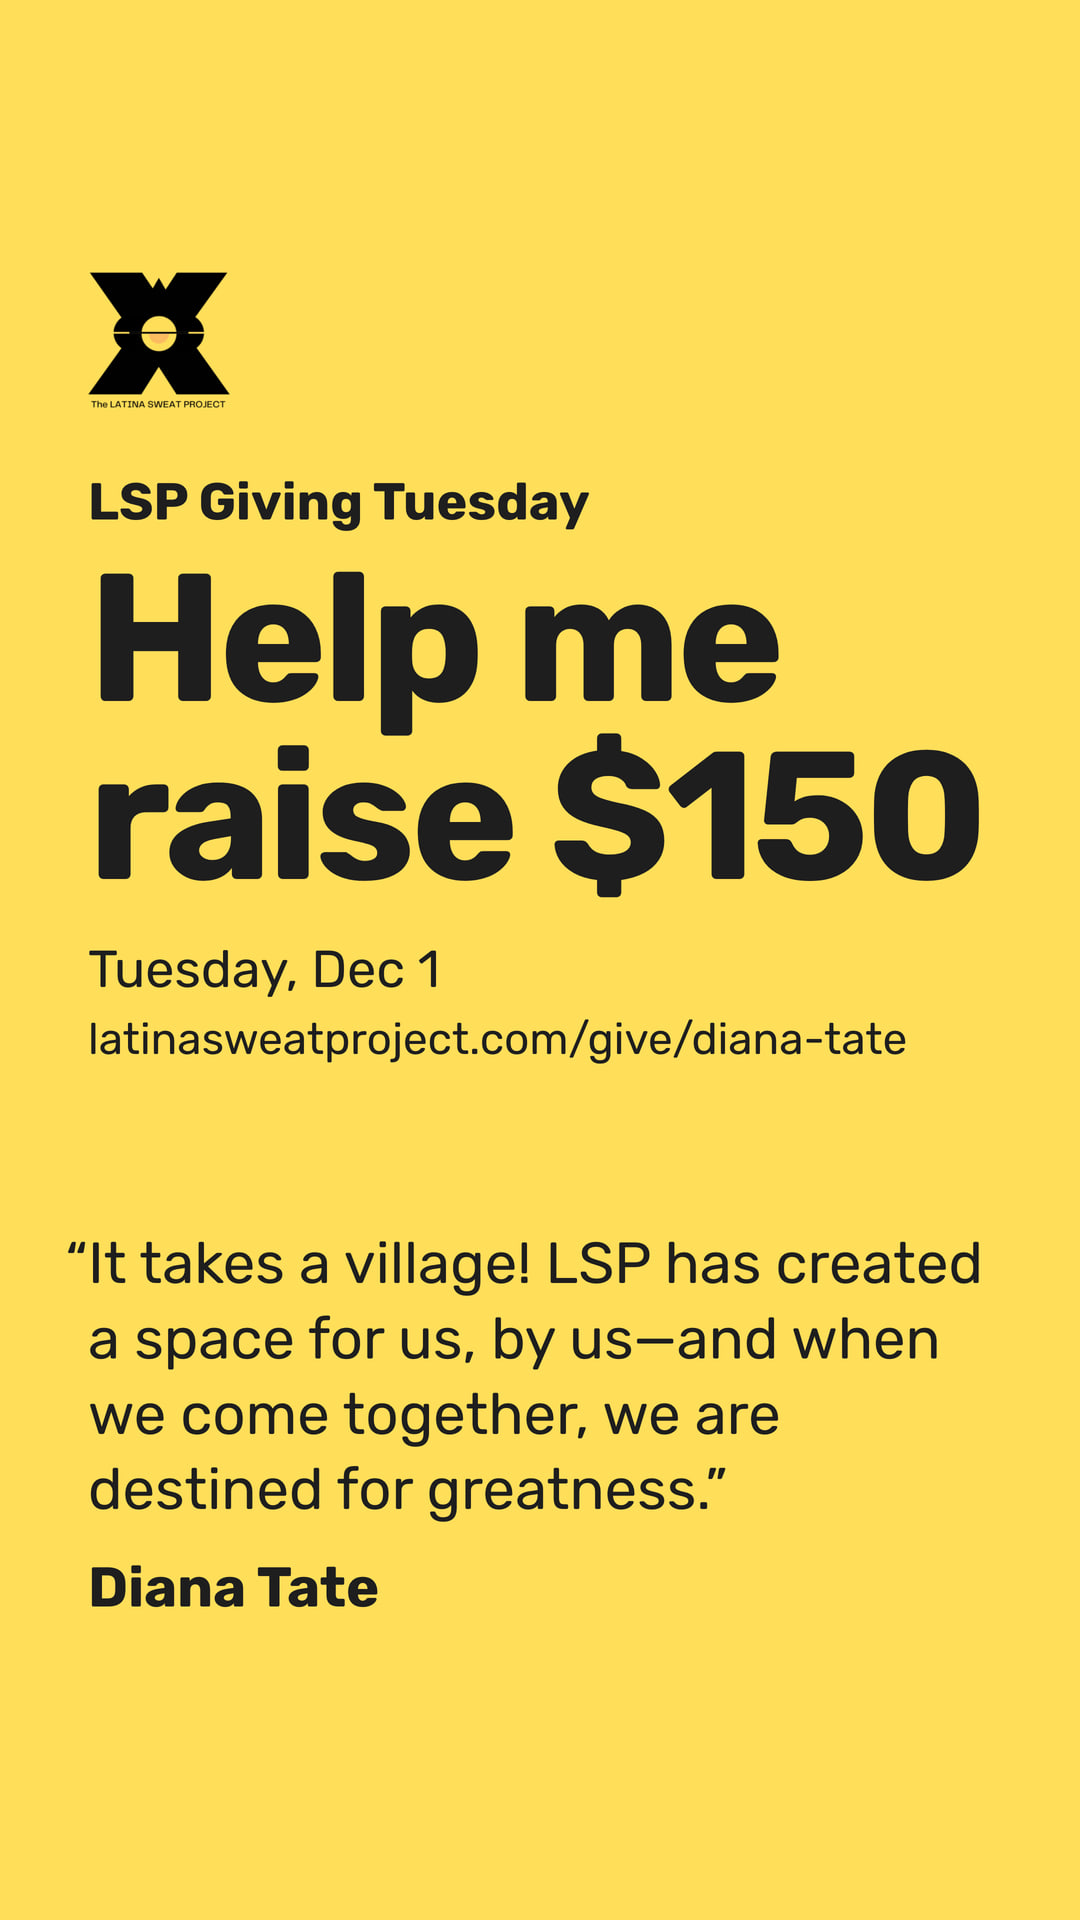 The LATINA SWEAT PROJECT
LSP Giving Tuesday
Help me
raise $150
Tuesday, Dec 1
latinasweatproject.com/give/diana-tate
“It takes a village! LSP has created
a space for us, by us—and when
we come together, we are
destined for greatness.”
Diana Tate